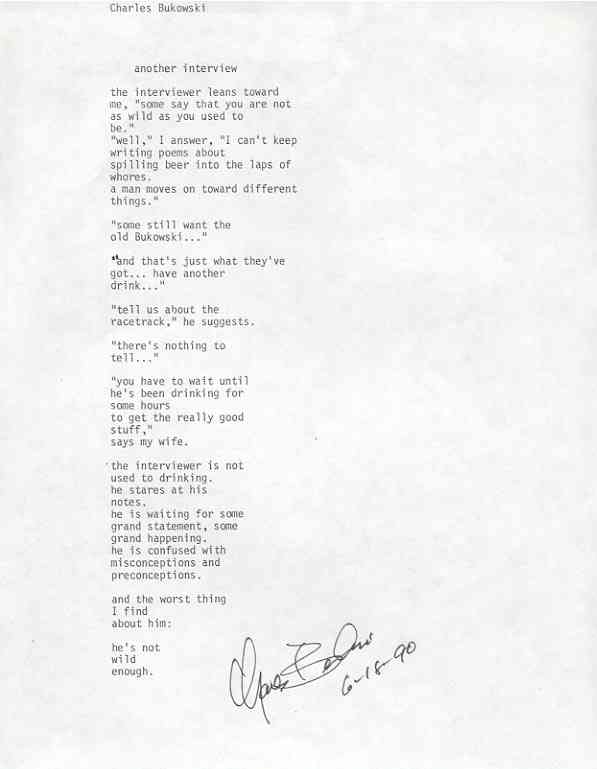 Charles Bukowski
another interview
the interviewer leans toward
me, "some say that you are not
as wild as you used to
be."
"well," I answer, "I can't keep
writing poems about
spilling beer into the laps of
whores.
a man moves on toward different
things."
"some still want the
old Bukowski..."
"and that's just what they've
got... have another
drink..."
"tell us about the
racetrack," he suggests.
"there's nothing to
tell..."
"you have to wait until
he's been drinking for
some hours
to get the really good
stuff,"
says my wife.
the interviewer is not
used to drinking.
he stares at his
notes.
he is waiting for some
grand statement, some
grand happening.
he is confused with
misconceptions and
preconceptions.
and the worst thing
I find
about him:
he's not
wild
enough.
Charles Bukowski
6-18-90